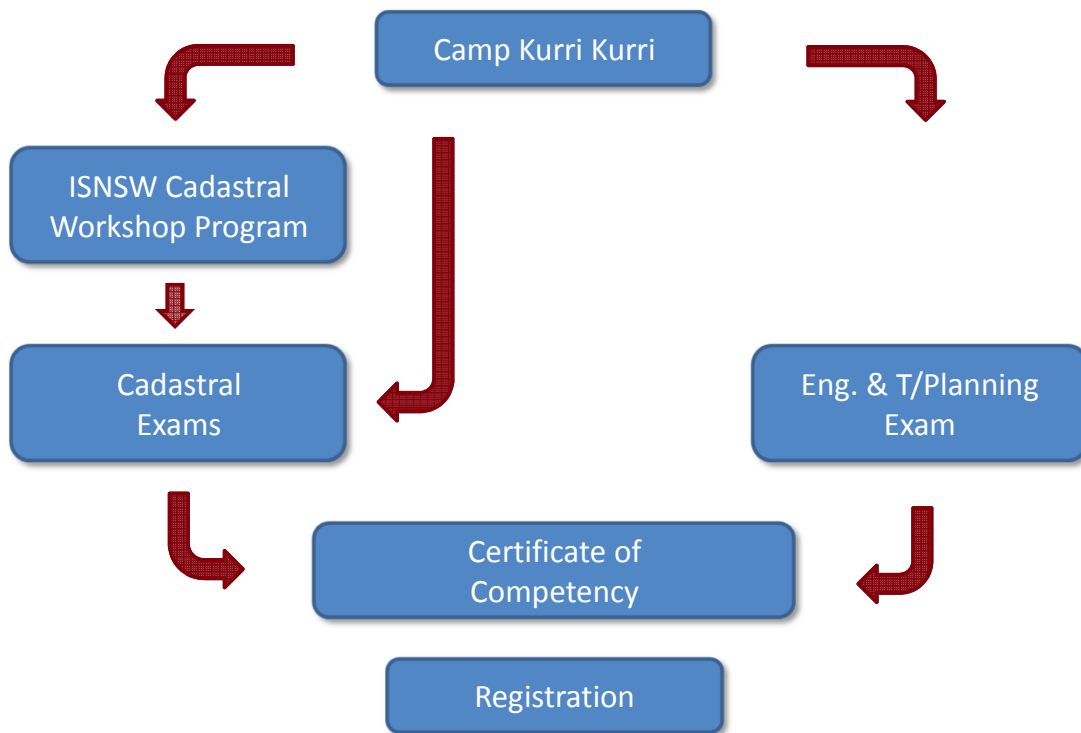 Camp Kurri Kurri
ISNSW Cadastral
Workshop Program
Cadastral
Exams
Eng. & T/Planning
Exam
Certificate of
Competency
Registration